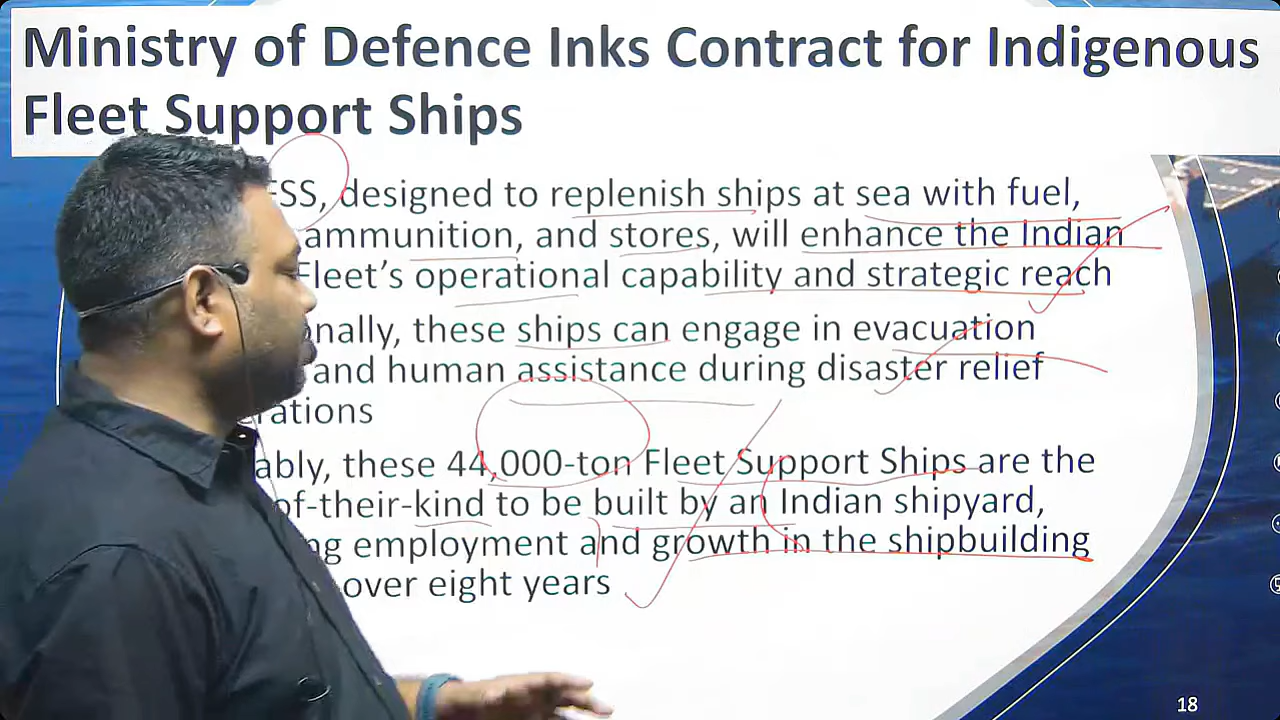 Ministry of Defence Inks Contract for Indigenous
Fleet Support Ships
FSS, designed to replenish ships at sea with fuel,
ammunition, and stores, will enhance the Indian
Fleet's operational capability and strategic reach
onally, these ships can engage in evacuation
and human assistance during disaster relief
erations
ably, these 44,000-ton Fleet Support Ships are the
of-their-kind to be built by an Indian shipyard,
ng employment and growth in the shipbuilding
over eight years
18